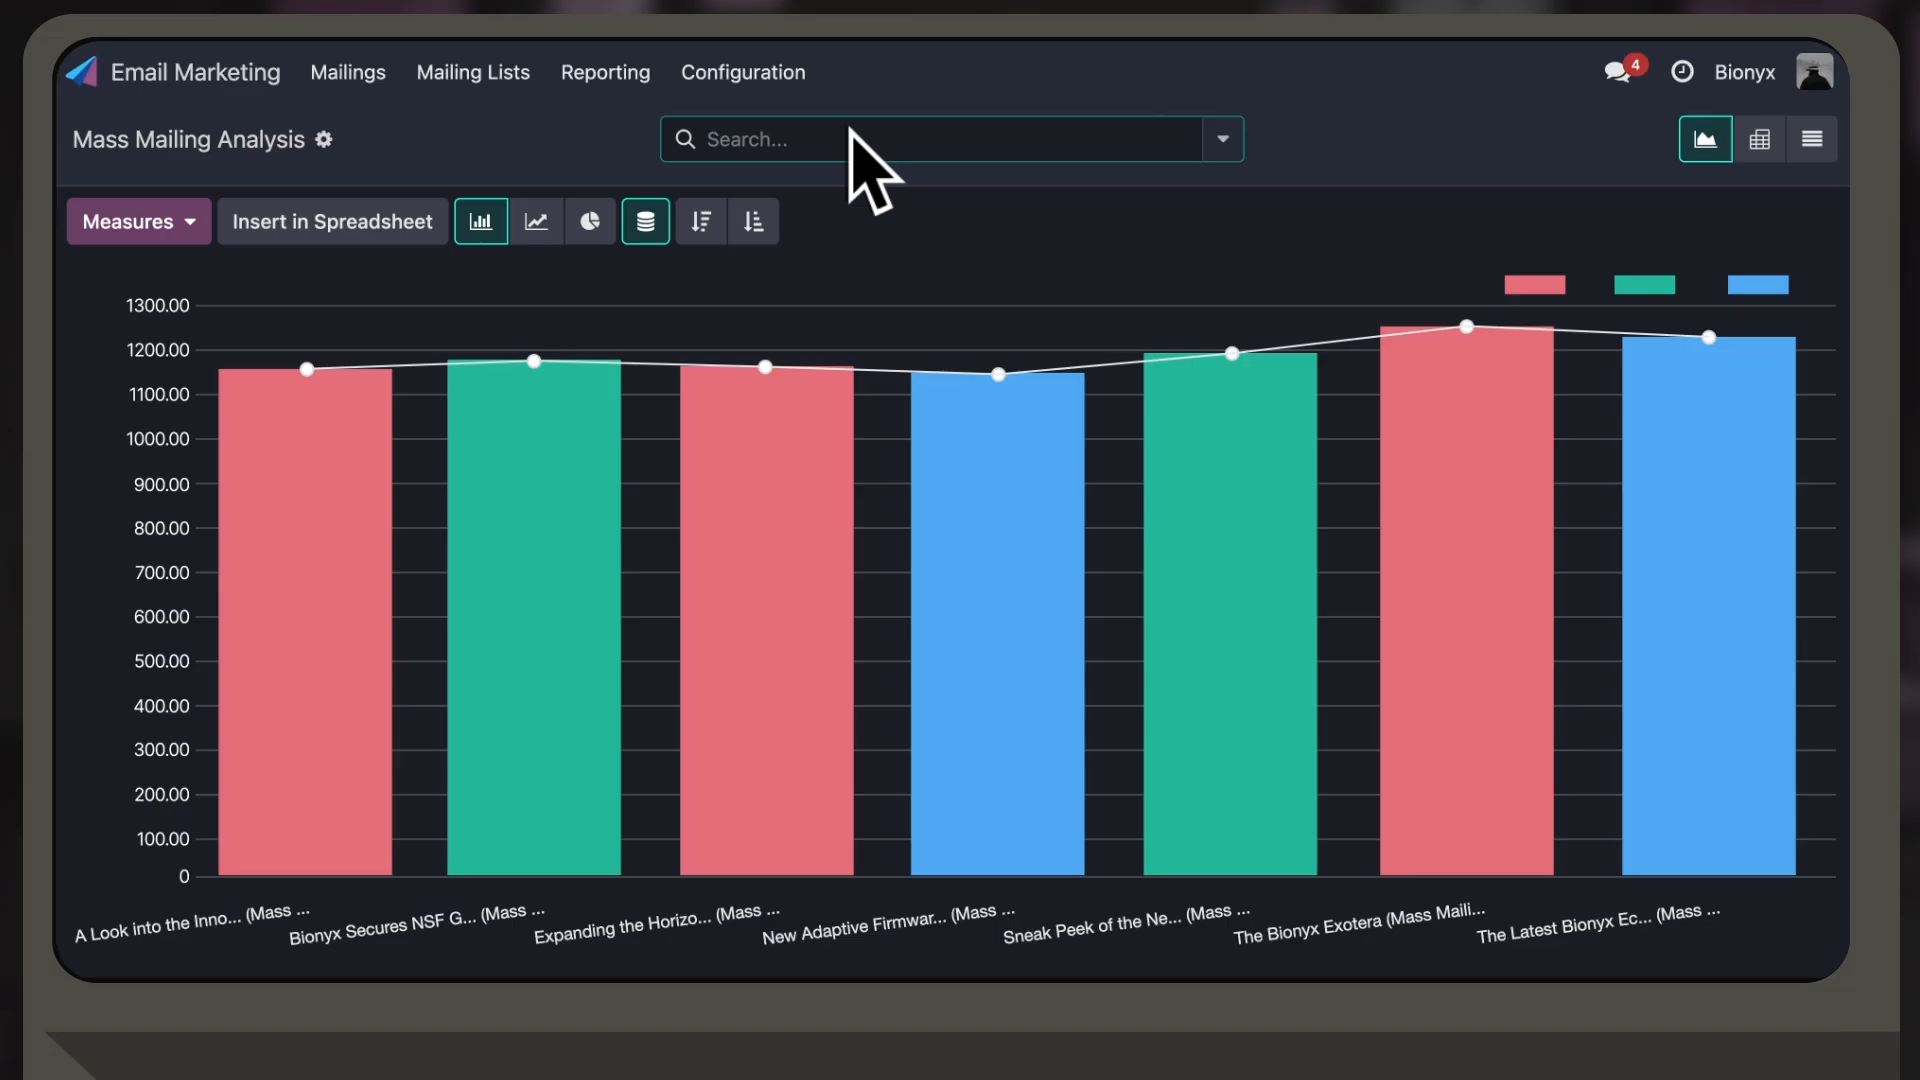 Email Marketing Mailings Mailing Lists Reporting Configuration 4 Bionyx
Mass Mailing Analysis Search...
Measures Insert in Spreadsheet
1300.00
1200.00
1100.00
1000.00
900.00
800.00
700.00
600.00
500.00
400.00
300.00
200.00
100.00
0
A Look into the Inno... (Mass ...
Bionyx Secures NSF G... (Mass ...
Expanding the Horizo... (Mass ...
New Adaptive Firmwar... (Mass ...
Sneak Peek of the Ne... (Mass ...
The Bionyx Exotera (Mass Maili...
The Latest Bionyx Ec... (Mass ...